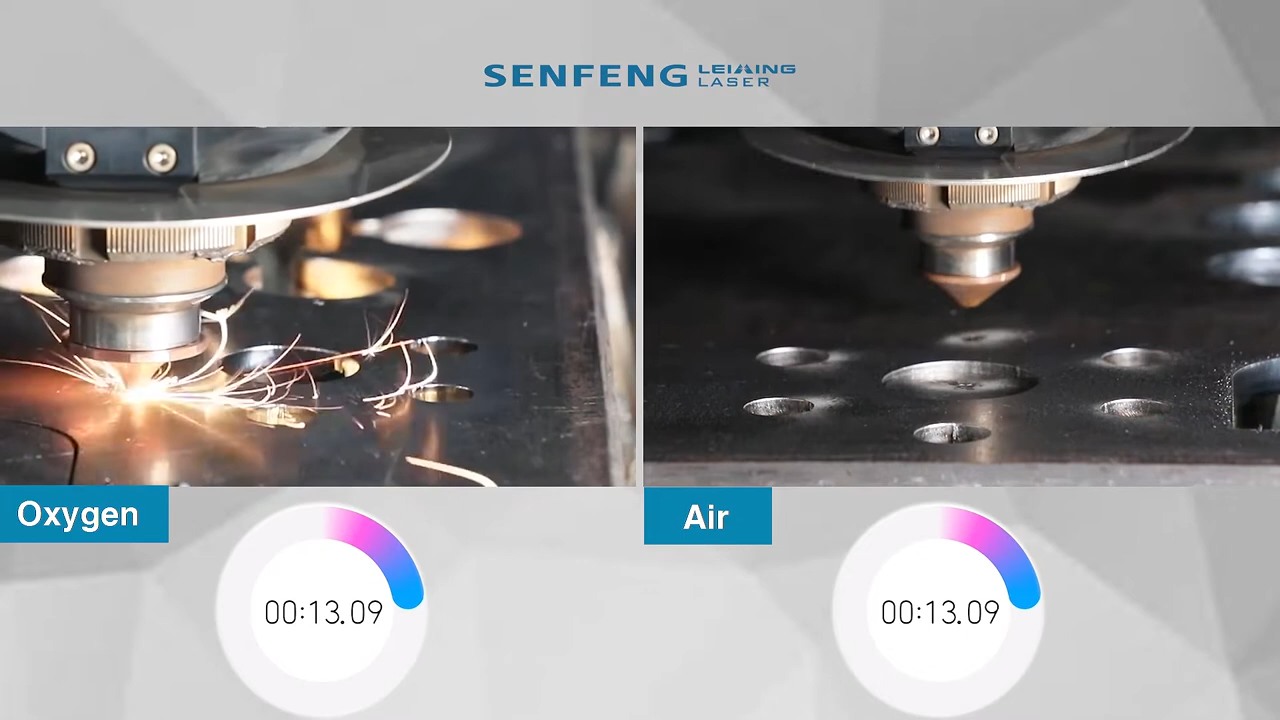 SENFENG LEIMING
LASER
Oxygen
Air
00:13.09
00:13.09